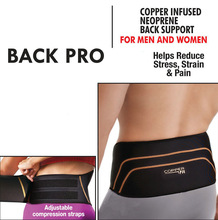 COPPER INFUSED
NEOPRENE
BACK SUPPORT
FOR MEN AND WOMEN
BACK PRO
Helps Reduce
Stress, Strain
& Pain
COPPER
Adjustable
compression straps